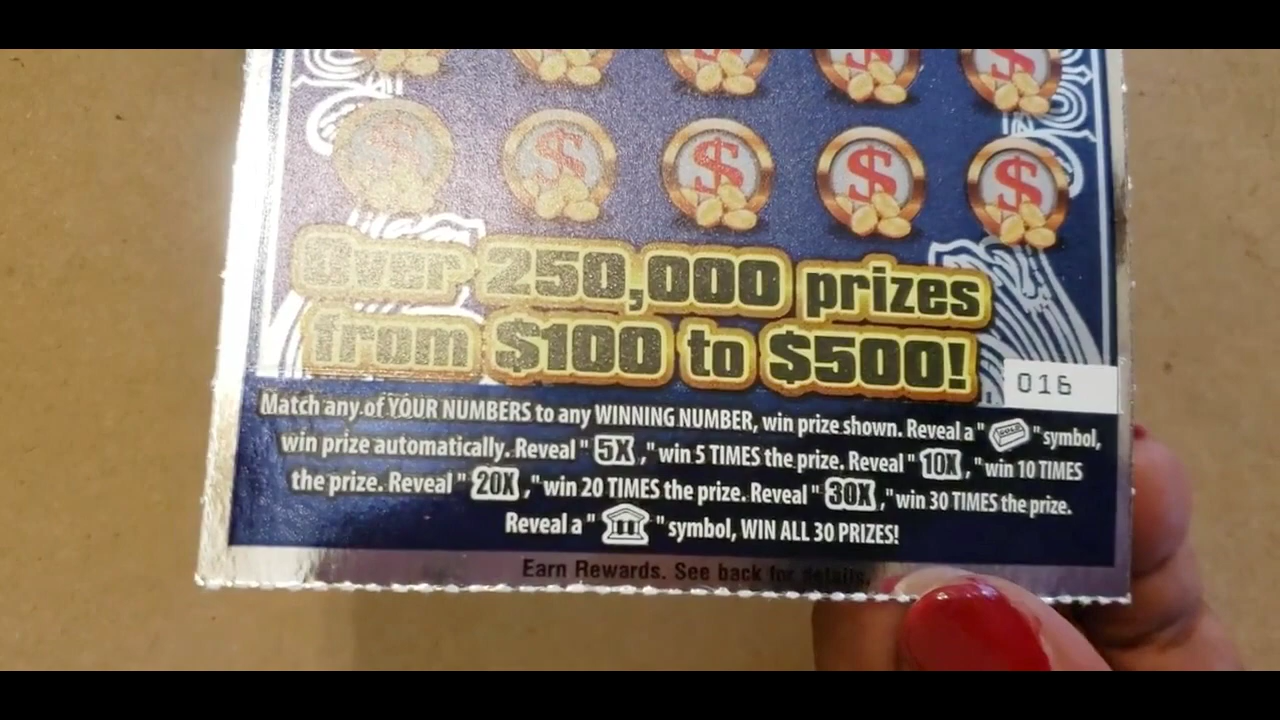 Over 250,000 prizes
from $100 to $500!
016
Match any of YOUR NUMBERS to any WINNING NUMBER, win prize shown. Reveal a "GOLD" symbol,
win prize automatically. Reveal "5X," win 5 TIMES the prize. Reveal "10X," win 10 TIMES
the prize. Reveal "20X," win 20 TIMES the prize. Reveal "30X," win 30 TIMES the prize.
Reveal a " " symbol, WIN ALL 30 PRIZES!
Earn Rewards. See back for details.